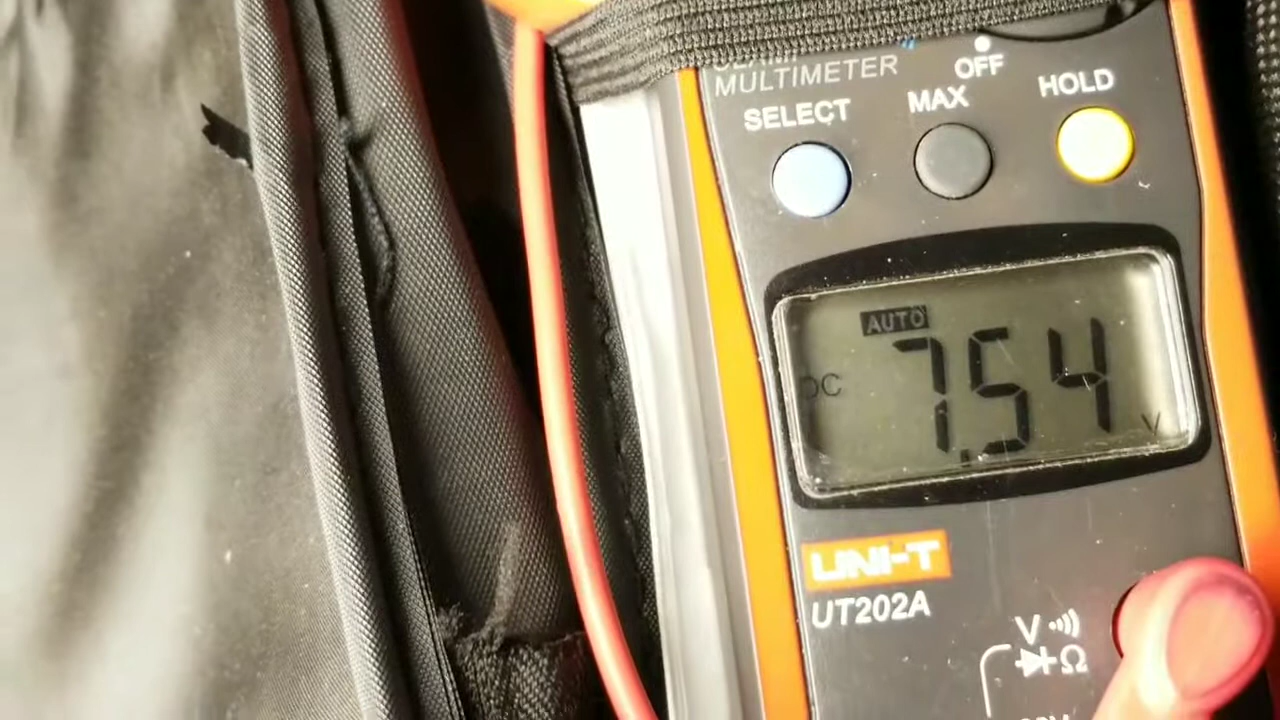 MULTIMETER
OFF
SELECT
MAX
HOLD
AUTO
DC
7.54
V
UNI-T
UT202A
V
Ω